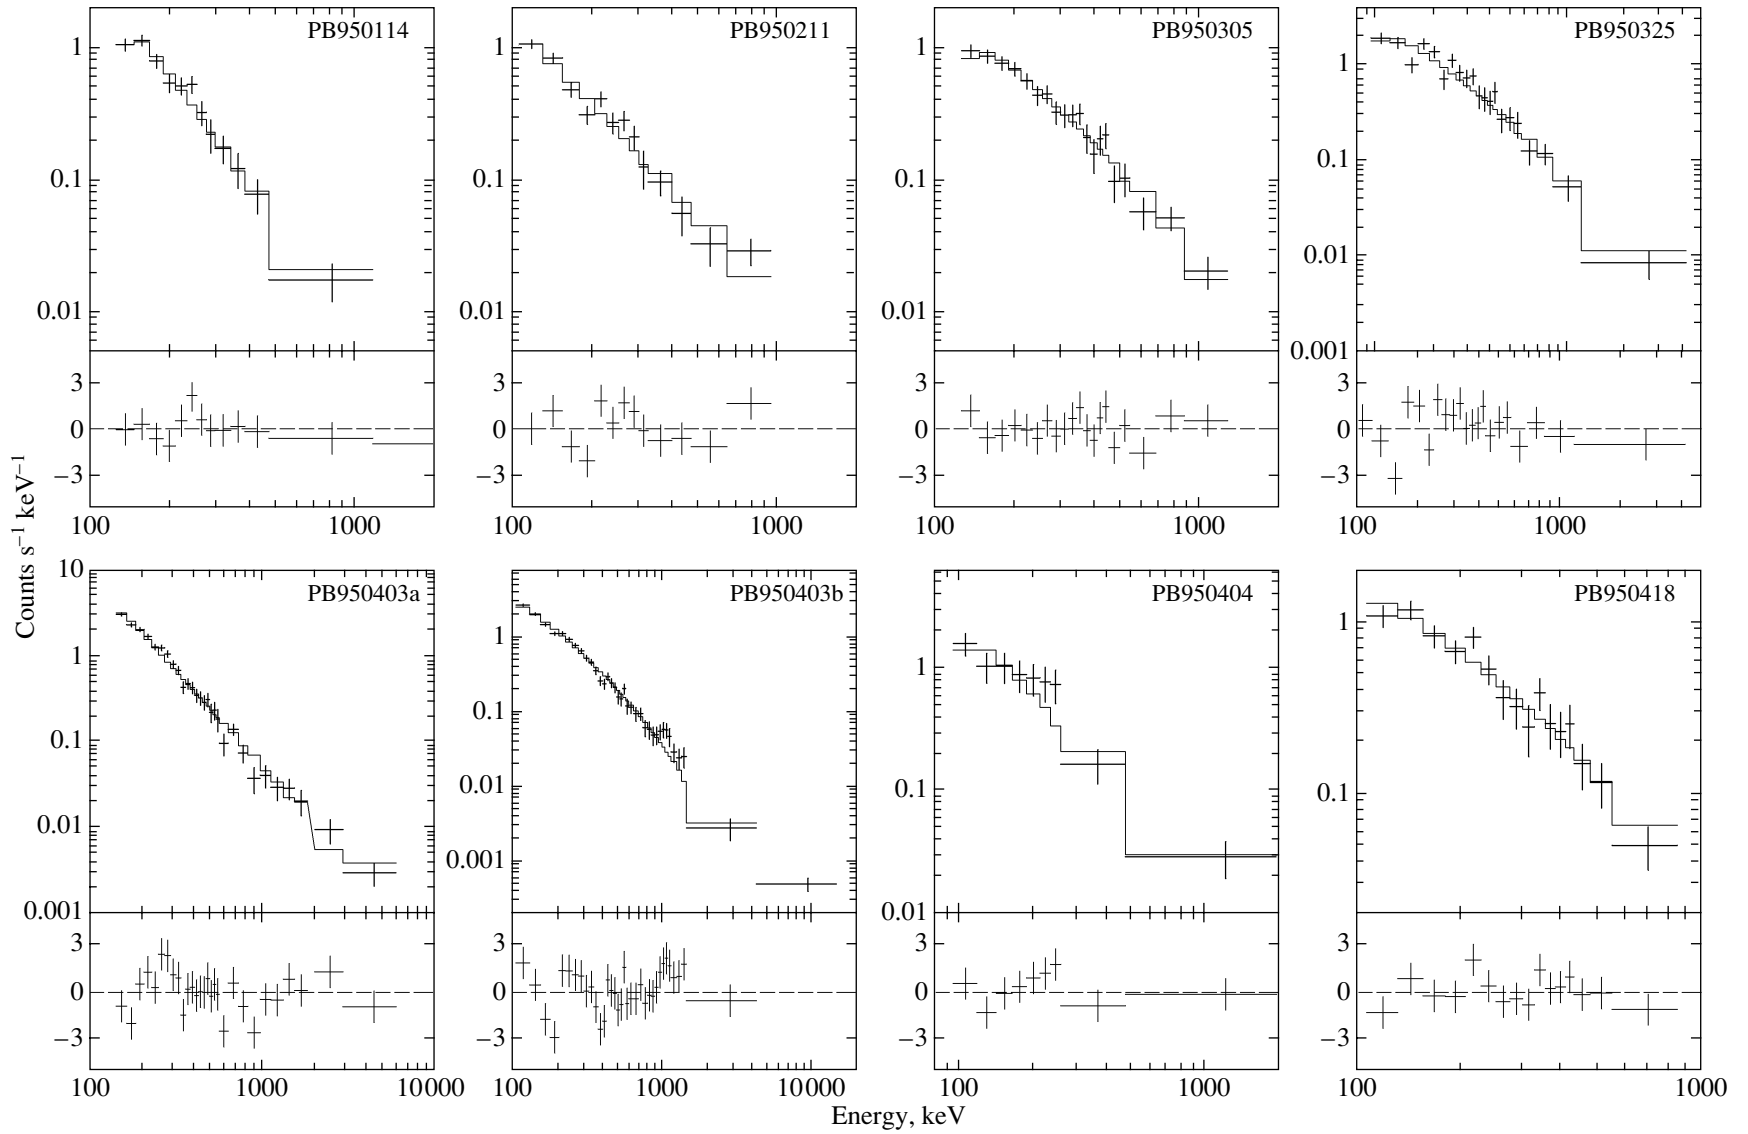 PB950114 PB950211 PB950305 PB950325
1 1 1 1
0.1 0.1 0.1 0.1
0.01 0.01 0.01 0.01
0.001
3 3 3 3
0 0 0 0
−3 −3 −3 −3
100 1000 100 1000 100 1000 100 1000
Counts s⁻¹ keV⁻¹
PB950403a PB950403b PB950404 PB950418
10
1 1 1 1
0.1 0.1 0.1 0.1
0.01 0.01
0.001 0.001 0.01
3 3 3 3
0 0 0 0
−3 −3 −3 −3
100 1000 10000 100 1000 10000 100 1000 100 1000
Energy, keV